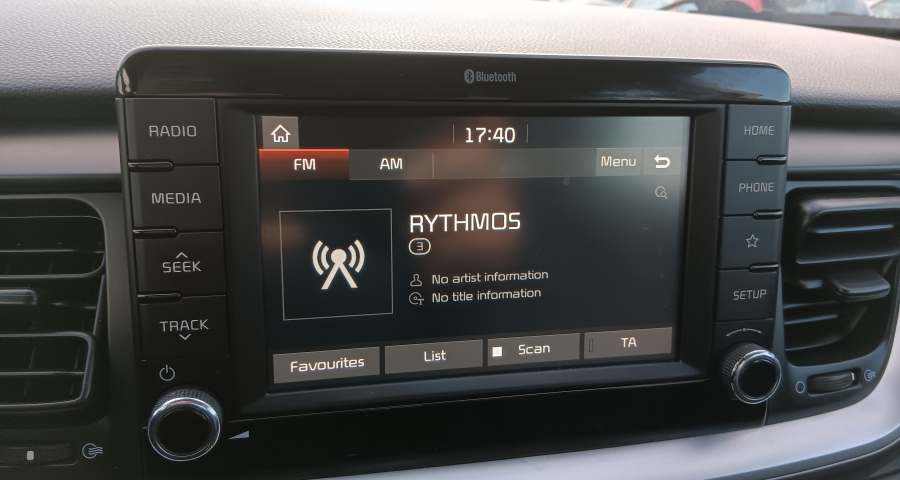 Bluetooth
RADIO
MEDIA
SEEK
TRACK
17:40
FM AM Menu
RYTHMOS
3
No artist information
No title information
Favourites List Scan TA
HOME
PHONE
SETUP